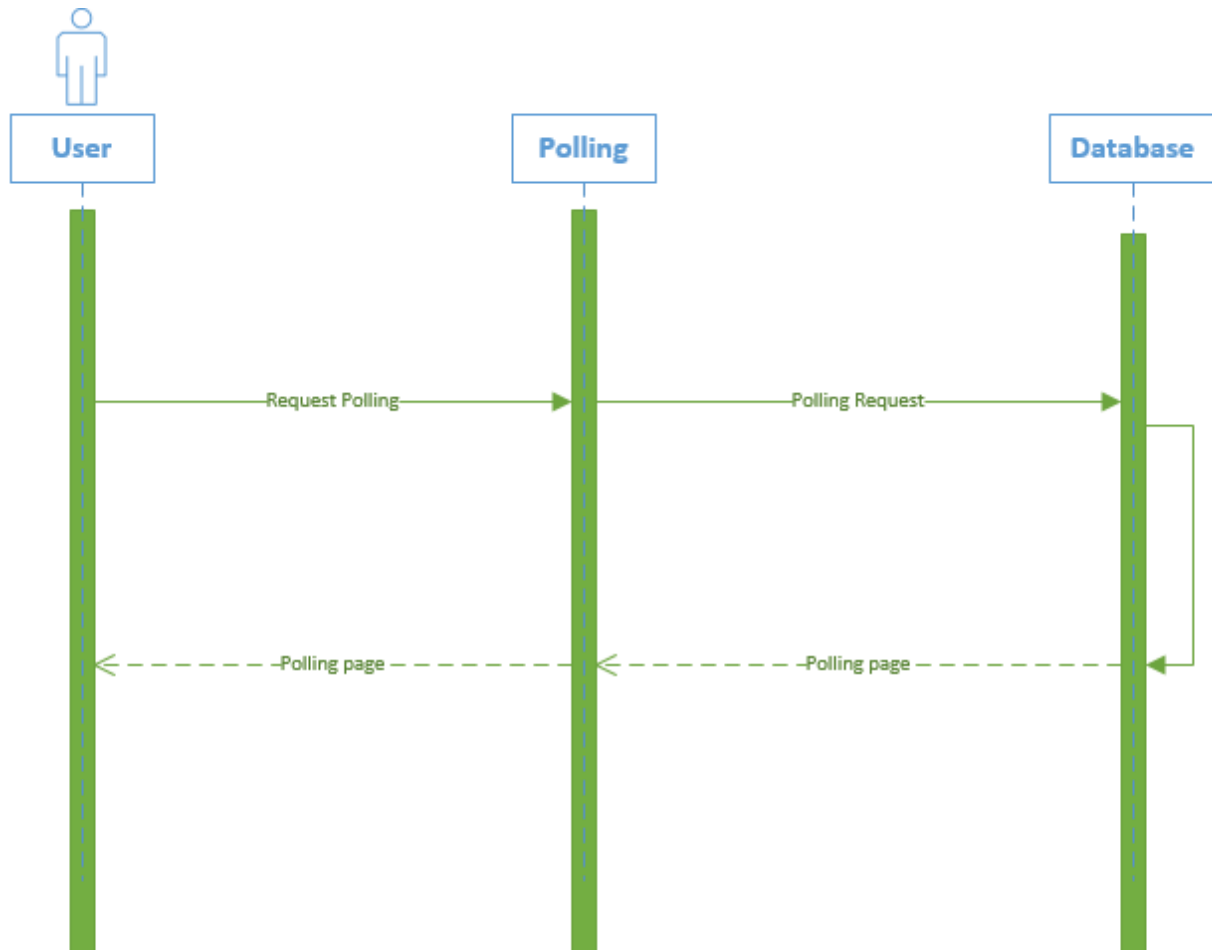 User
Polling
Database
Request Polling
Polling Request
Polling page
Polling page